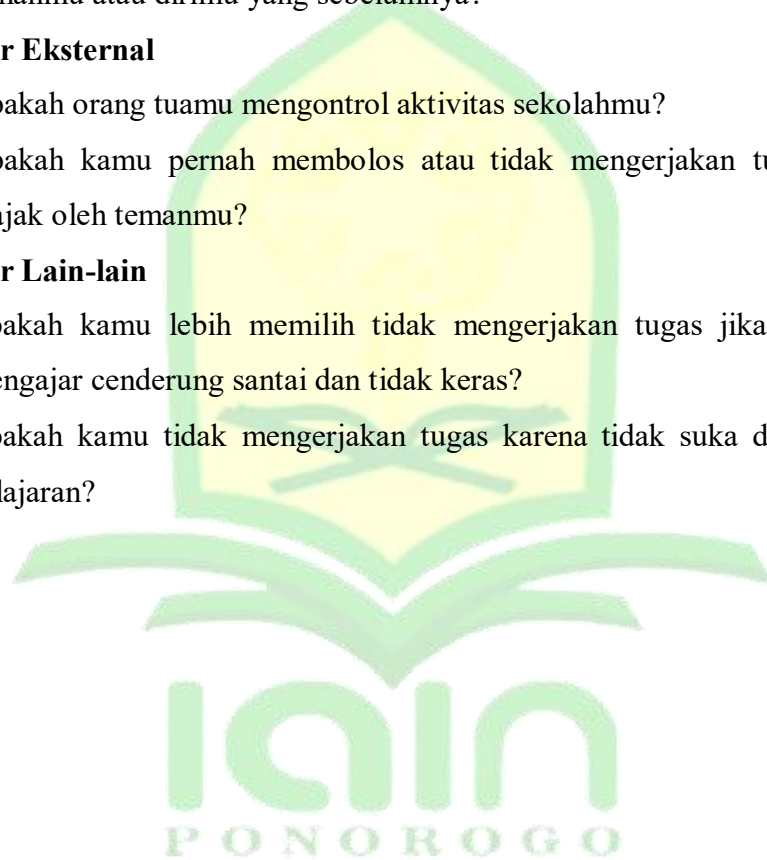 manmu atau dirimu yang sebelumnya?
r Eksternal
pakah orang tuamu mengontrol aktivitas sekolahmu?
pakah kamu pernah membolos atau tidak mengerjakan tu
ajak oleh temanmu?
r Lain-lain
pakah kamu lebih memilih tidak mengerjakan tugas jika
engajar cenderung santai dan tidak keras?
pakah kamu tidak mengerjakan tugas karena tidak suka d
lajaran?
iain
PONOROGO